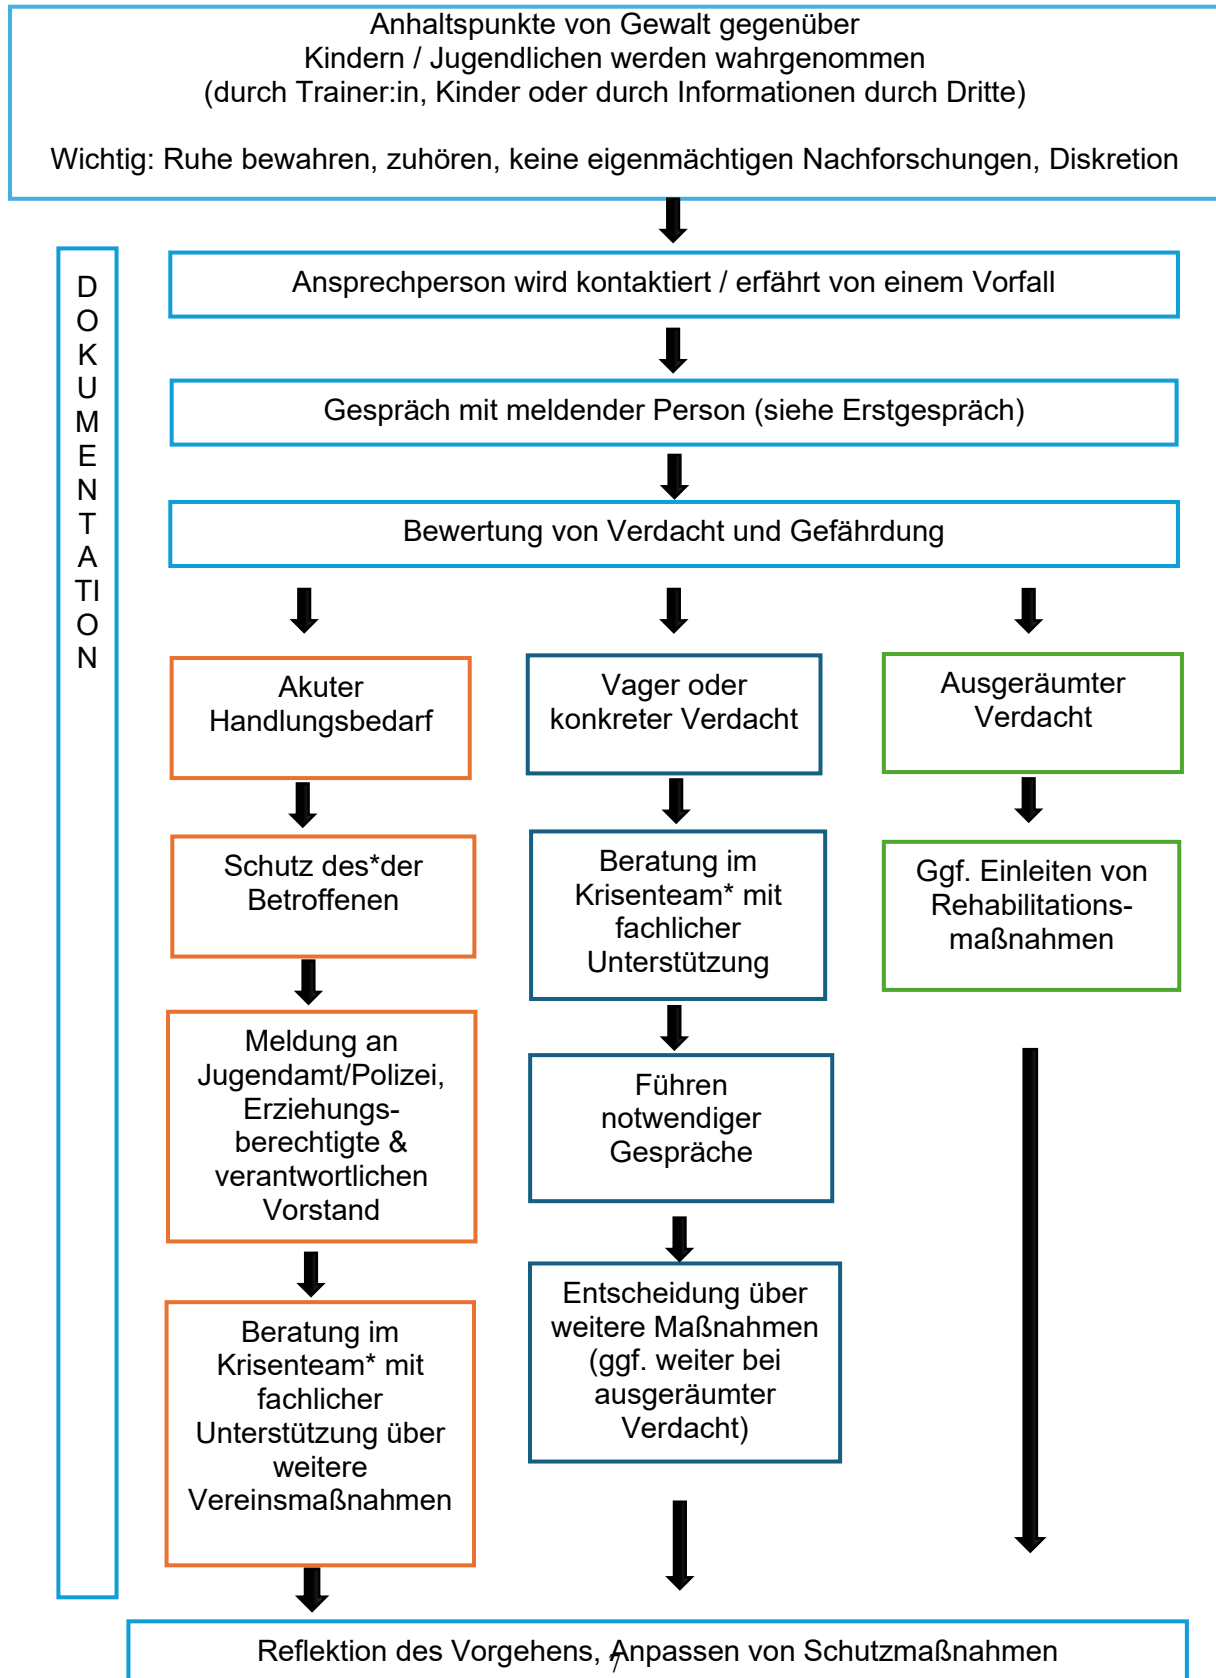 Anhaltspunkte von Gewalt gegenüber
Kindern / Jugendlichen werden wahrgenommen
(durch Trainer:in, Kinder oder durch Informationen durch Dritte)
Wichtig: Ruhe bewahren, zuhören, keine eigenmächtigen Nachforschungen, Diskretion
D
O
K
U
M
E
N
T
A
TI
O
N
Ansprechperson wird kontaktiert / erfährt von einem Vorfall
Gespräch mit meldender Person (siehe Erstgespräch)
Bewertung von Verdacht und Gefährdung
Akuter
Handlungsbedarf
Schutz des*der
Betroffenen
Meldung an
Jugendamt/Polizei,
Erziehungs-
berechtigte &
verantwortlichen
Vorstand
Beratung im
Krisenteam* mit
fachlicher
Unterstützung über
weitere
Vereinsmaßnahmen
Vager oder
konkreter Verdacht
Beratung im
Krisenteam* mit
fachlicher
Unterstützung
Führen
notwendiger
Gespräche
Entscheidung über
weitere Maßnahmen
(ggf. weiter bei
ausgeräumter
Verdacht)
Ausgeräumter
Verdacht
Ggf. Einleiten von
Rehabilitations-
maßnahmen
Reflektion des Vorgehens, Anpassen von Schutzmaßnahmen
7